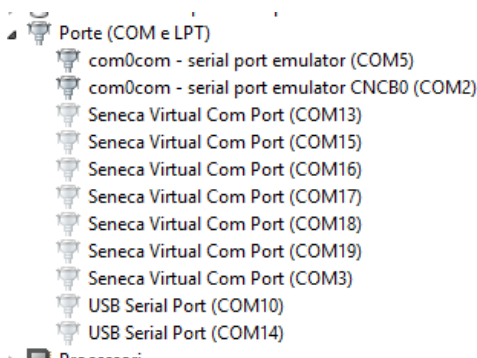 Porte (COM e LPT)
com0com - serial port emulator (COM5)
com0com - serial port emulator CNCB0 (COM2)
Seneca Virtual Com Port (COM13)
Seneca Virtual Com Port (COM15)
Seneca Virtual Com Port (COM16)
Seneca Virtual Com Port (COM17)
Seneca Virtual Com Port (COM18)
Seneca Virtual Com Port (COM19)
Seneca Virtual Com Port (COM3)
USB Serial Port (COM10)
USB Serial Port (COM14)